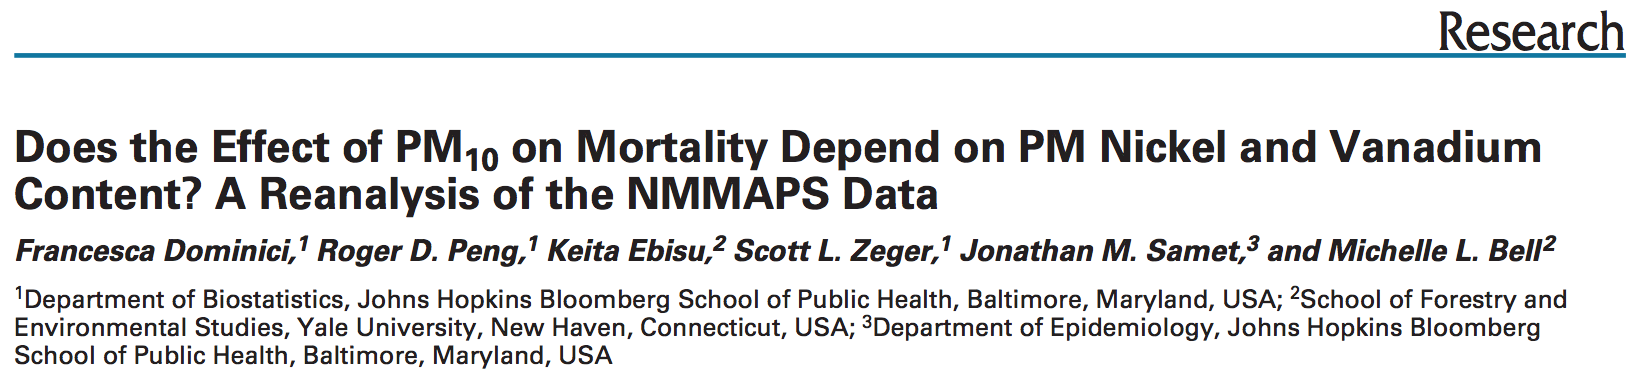 Research
Does the Effect of PM10 on Mortality Depend on PM Nickel and Vanadium
Content? A Reanalysis of the NMMAPS Data
Francesca Dominici,1 Roger D. Peng,1 Keita Ebisu,2 Scott L. Zeger,1 Jonathan M. Samet,3 and Michelle L. Bell2
1Department of Biostatistics, Johns Hopkins Bloomberg School of Public Health, Baltimore, Maryland, USA; 2School of Forestry and
Environmental Studies, Yale University, New Haven, Connecticut, USA; 3Department of Epidemiology, Johns Hopkins Bloomberg
School of Public Health, Baltimore, Maryland, USA